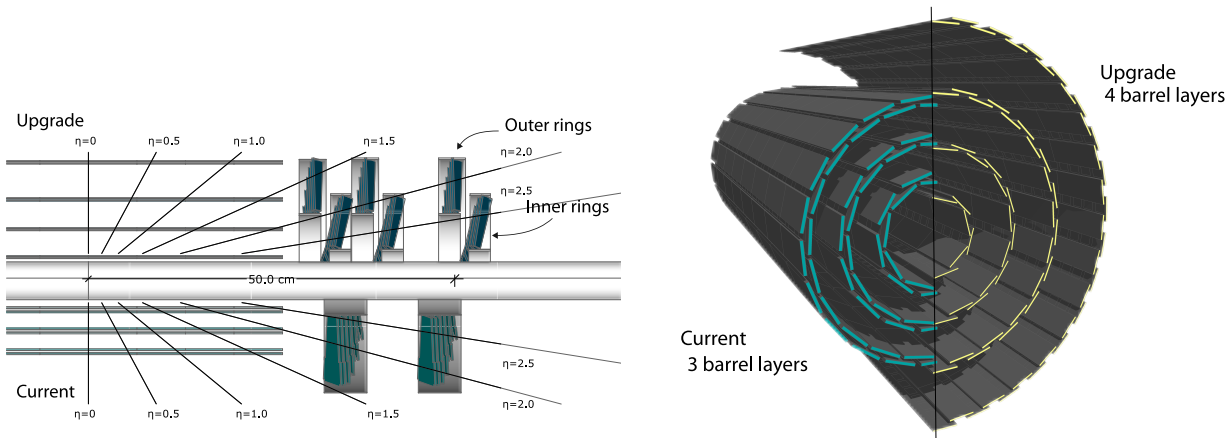 Upgrade
η=0
η=0.5
η=1.0
η=1.5
Outer rings
η=2.0
η=2.5
Inner rings
50.0 cm
Current
η=0
η=0.5
η=1.0
η=1.5
η=2.0
η=2.5
Upgrade
4 barrel layers
Current
3 barrel layers